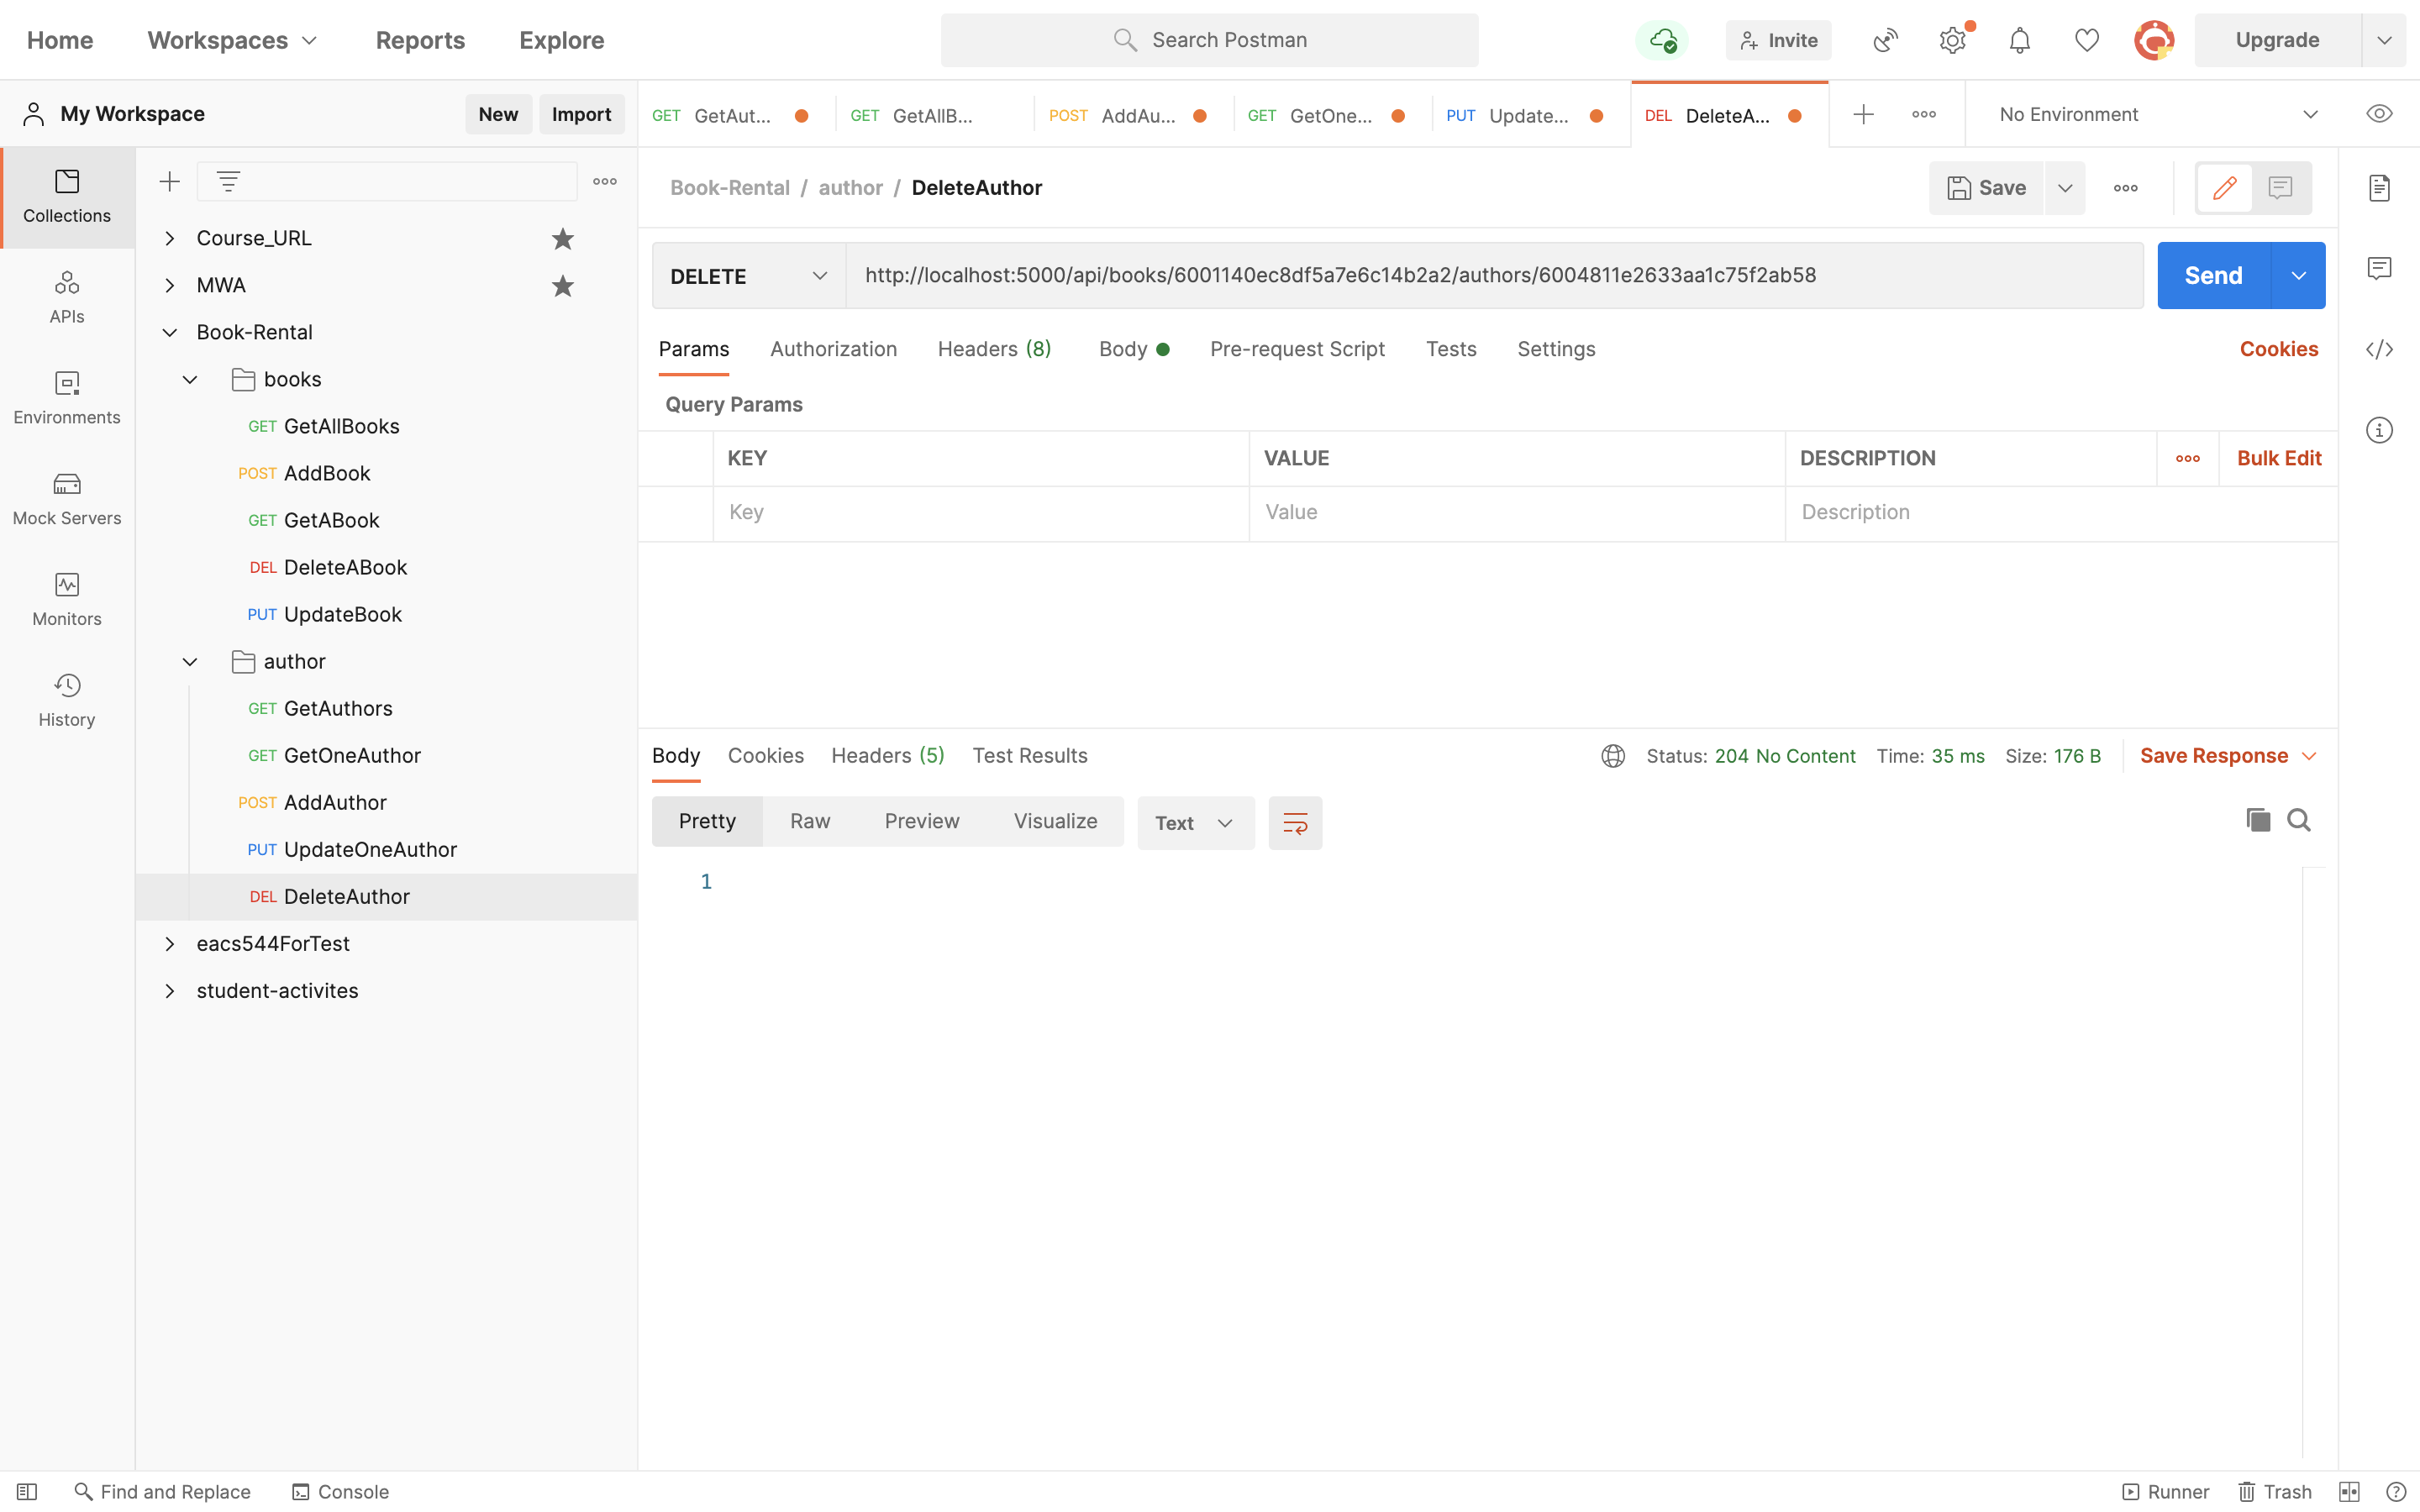 Home Workspaces Reports Explore Search Postman Invite Upgrade
My Workspace New Import
GET GetAut... GET GetAllB... POST AddAu... GET GetOne... PUT Update... DEL DeleteA... No Environment
Collections
APIs
Environments
Mock Servers
Monitors
History
Course_URL
MWA
Book-Rental
books
GET GetAllBooks
POST AddBook
GET GetABook
DEL DeleteABook
PUT UpdateBook
author
GET GetAuthors
GET GetOneAuthor
POST AddAuthor
PUT UpdateOneAuthor
DEL DeleteAuthor
eacs544ForTest
student-activites
Book-Rental / author / DeleteAuthor Save
DELETE http://localhost:5000/api/books/6001140ec8df5a7e6c14b2a2/authors/6004811e2633aa1c75f2ab58 Send
Params Authorization Headers (8) Body Pre-request Script Tests Settings Cookies
Query Params
KEY VALUE DESCRIPTION Bulk Edit
Key Value Description
Body Cookies Headers (5) Test Results Status: 204 No Content Time: 35 ms Size: 176 B Save Response
Pretty Raw Preview Visualize Text
1
Find and Replace Console Runner Trash